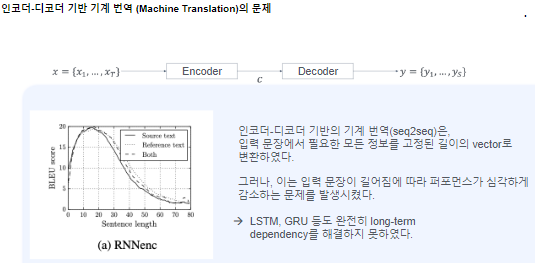 인코더-디코더 기반 기계 번역 (Machine Translation)의 문제
x = {x₁, ..., x_T}
Encoder
c
Decoder
y = {y₁, ..., y_S}
BLEU score
20
15
10
5
0
Source text
Reference text
Both
0 10 20 30 40 50 60 70 80
Sentence length
(a) RNNenc
인코더-디코더 기반의 기계 번역(seq2seq)은,
입력 문장에서 필요한 모든 정보를 고정된 길이의 vector로
변환하였다.
그러나, 이는 입력 문장이 길어짐에 따라 퍼포먼스가 심각하게
감소하는 문제를 발생시켰다.
→ LSTM, GRU 등도 완전히 long-term
dependency를 해결하지 못하였다.